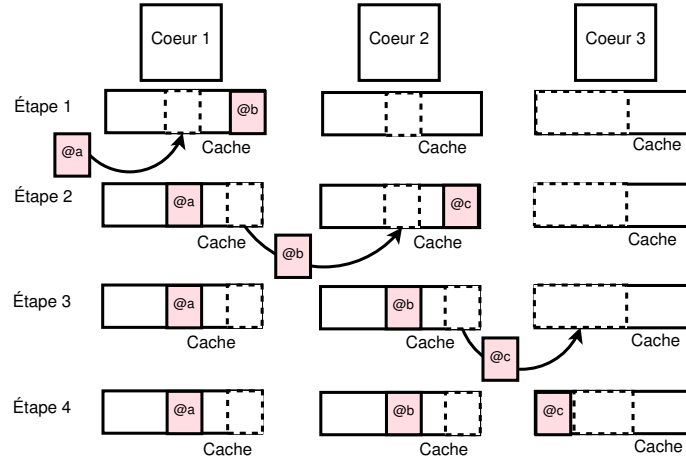 Coeur 1
Coeur 2
Coeur 3
Étape 1
@b
@a
Cache
Cache
Cache
Étape 2
@a
@c
Cache
Cache
Cache
@b
Étape 3
@a
@b
Cache
Cache
Cache
@c
Étape 4
@a
@b
@c
Cache
Cache
Cache